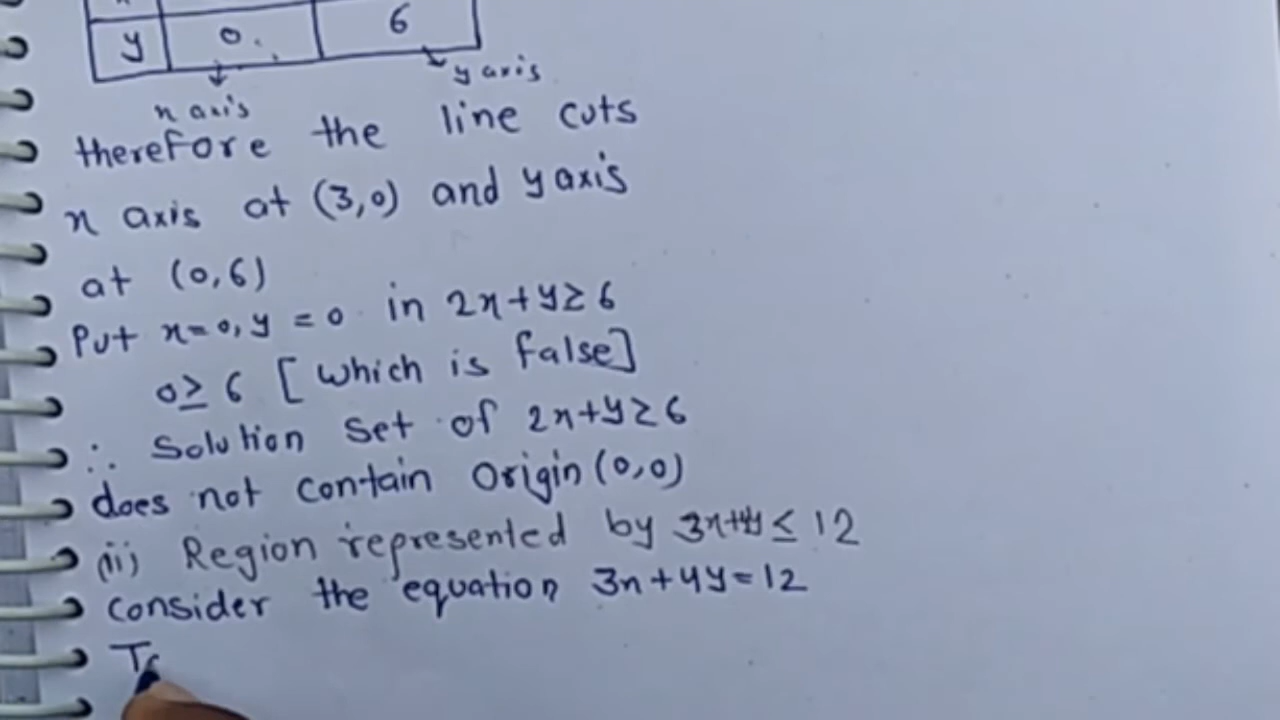 y 0 6
x axis y axis
therefore the line cuts
x axis at (3,0) and y axis
at (0,6)
Put x=0, y = 0 in 2x+y≥6
0≥ 6 [ which is false]
∴ Solution set of 2x+y≥6
does not contain origin (0,0)
(ii) Region represented by 3x+4y ≤ 12
Consider the equation 3x+4y=12